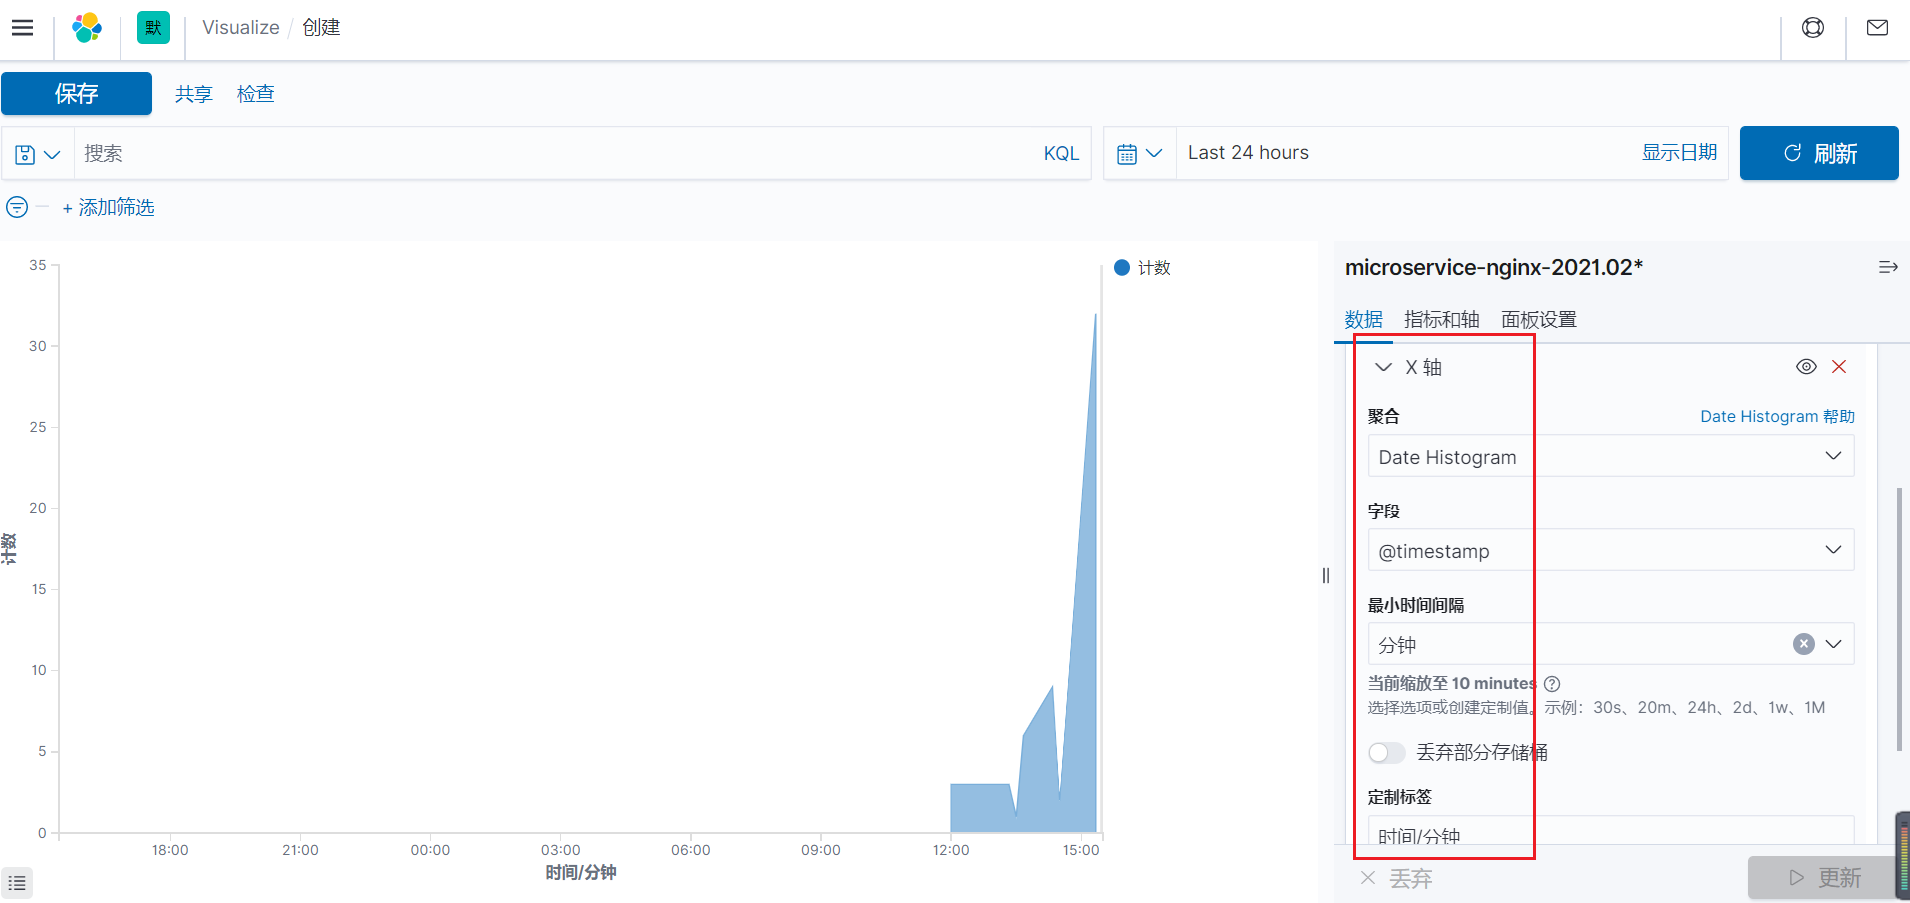 默 Visualize / 创建
保存 共享 检查
搜索 KQL Last 24 hours 显示日期 刷新
+ 添加筛选
35
30
25
20
15
10
5
0
计数
18:00 21:00 00:00 03:00 06:00 09:00 12:00 15:00
时间/分钟
计数
microservice-nginx-2021.02*
数据 指标和轴 面板设置
X 轴
聚合 Date Histogram 帮助
Date Histogram
字段
@timestamp
最小时间间隔
分钟
当前缩放至 10 minutes
选择选项或创建定制值。示例：30s、20m、24h、2d、1w、1M
丢弃部分存储桶
定制标签
时间/分钟
丢弃 更新